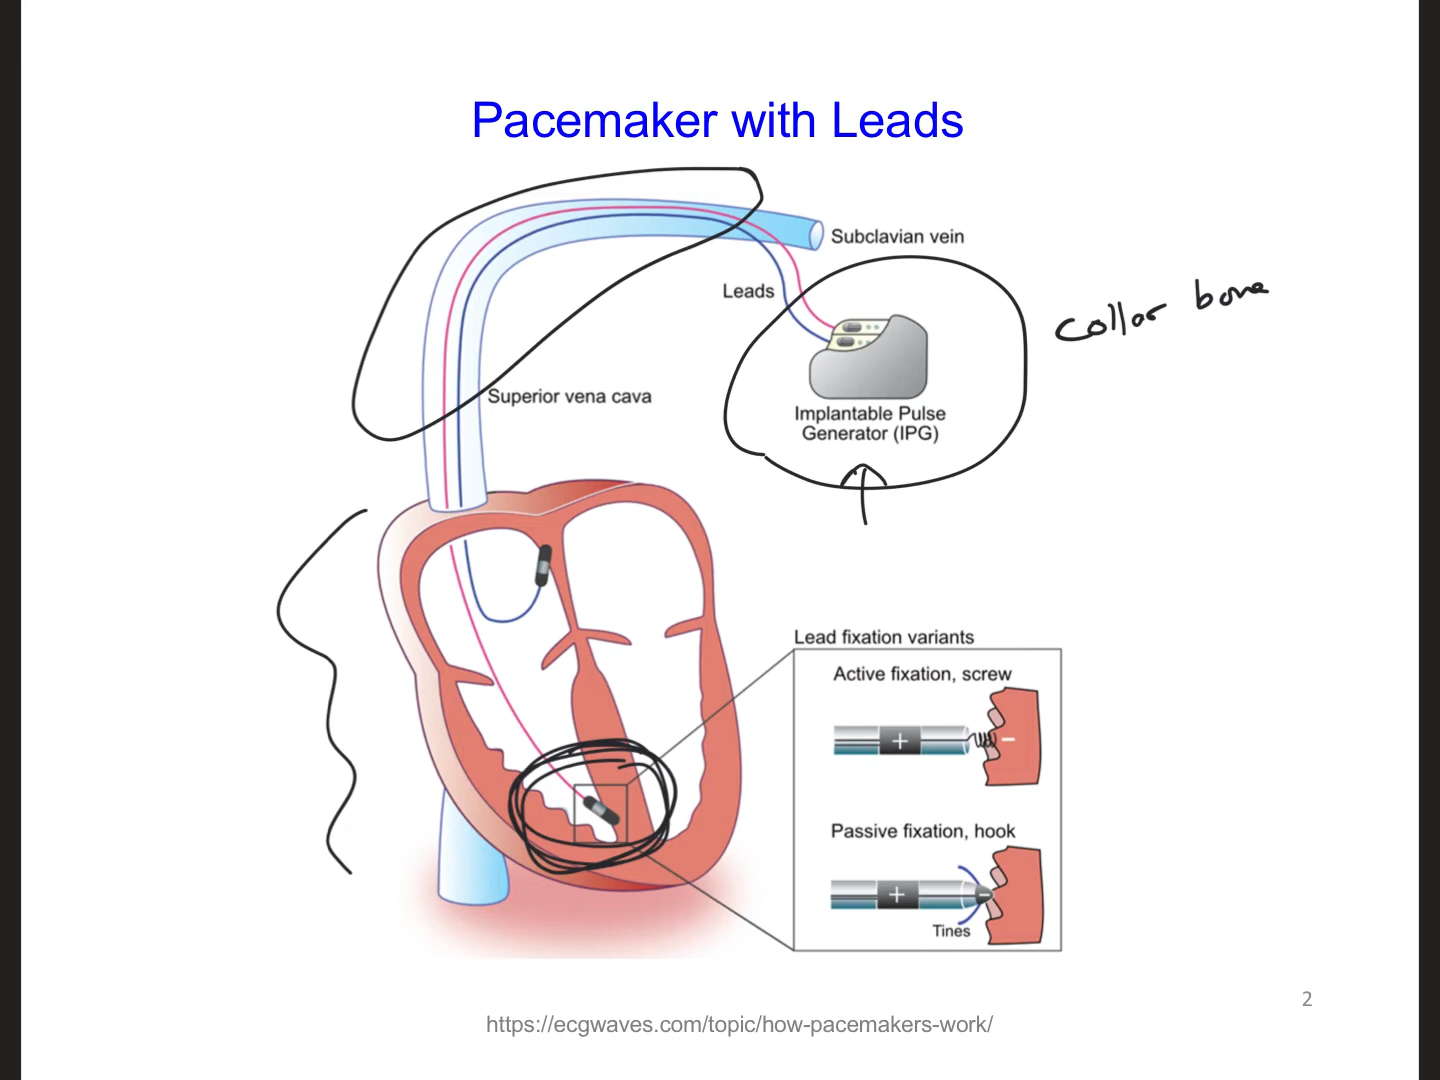 Pacemaker with Leads
Subclavian vein
Leads
collar bone
Superior vena cava
Implantable Pulse
Generator (IPG)
Lead fixation variants
Active fixation, screw
+
−
Passive fixation, hook
+
−
Tines
2
https://ecgwaves.com/topic/how-pacemakers-work/